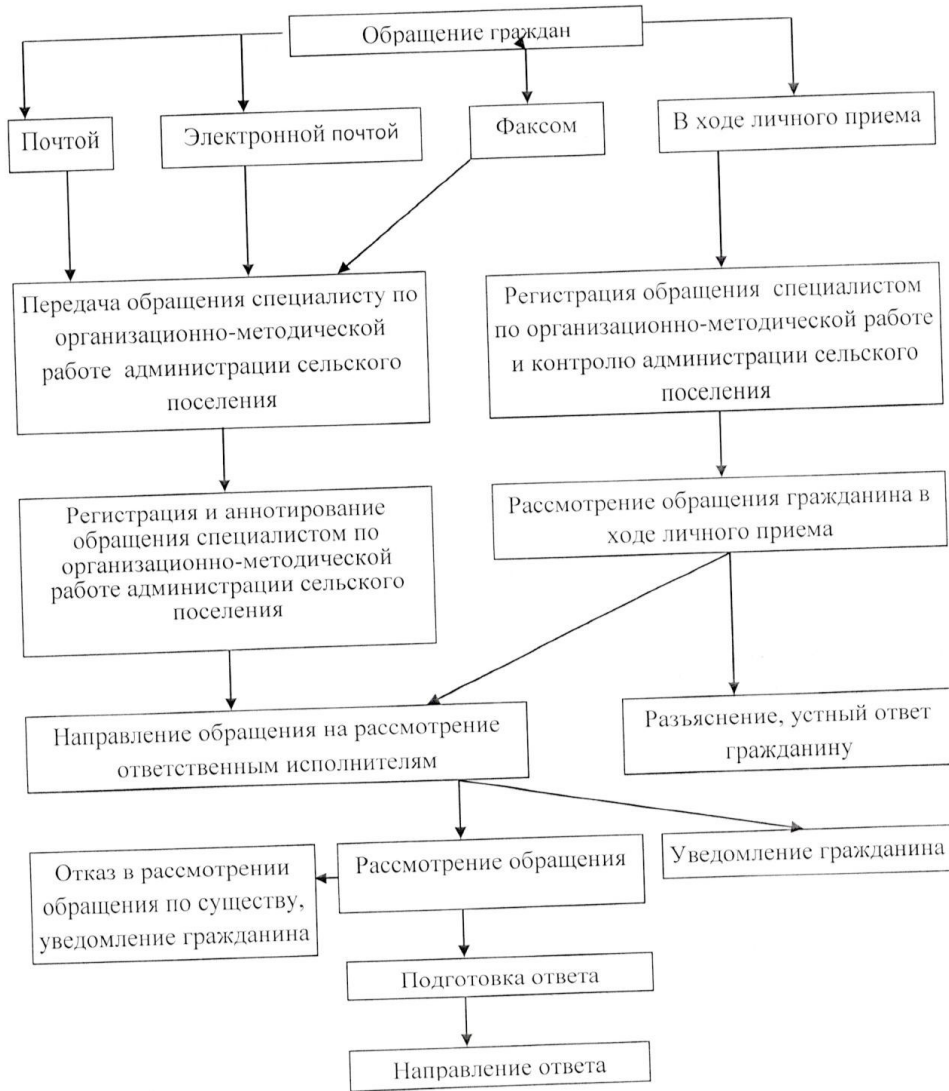 Обращение граждан
Почтой
Электронной почтой
Факсом
В ходе личного приема
Передача обращения специалисту по
организационно-методической
работе администрации сельского
поселения
Регистрация обращения специалистом
по организационно-методической работе
и контролю администрации сельского
поселения
Регистрация и аннотирование
обращения специалистом по
организационно-методической
работе администрации сельского
поселения
Рассмотрение обращения гражданина в
ходе личного приема
Направление обращения на рассмотрение
ответственным исполнителям
Разъяснение, устный ответ
гражданину
Отказ в рассмотрении
обращения по существу,
уведомление гражданина
Рассмотрение обращения
Уведомление гражданина
Подготовка ответа
Направление ответа